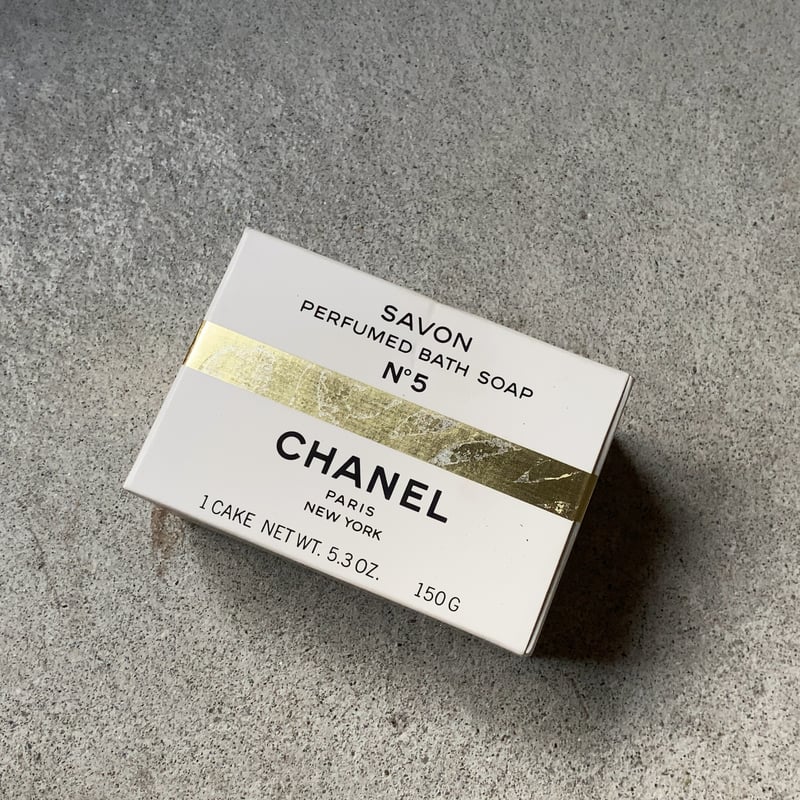 SAVON
PERFUMED BATH SOAP
N°5
CHANEL
PARIS
NEW YORK
1 CAKE NET WT. 5.3 OZ. 150 G